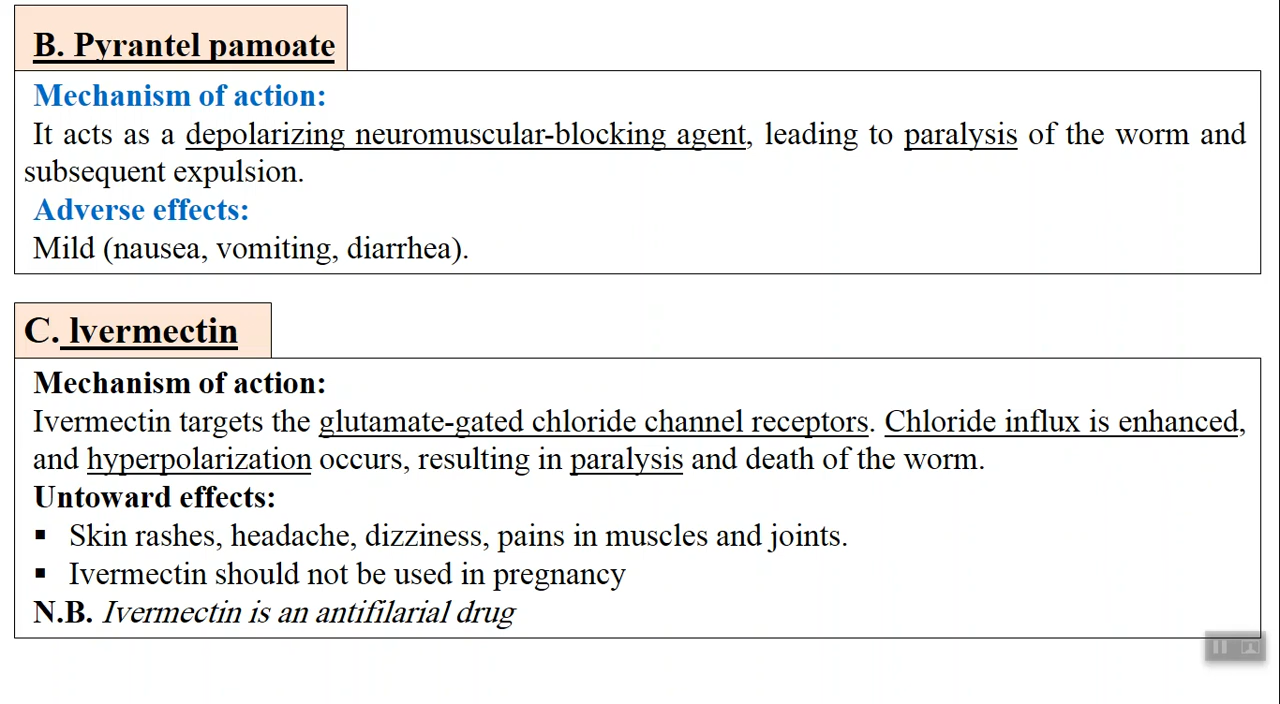 B. Pyrantel pamoate
Mechanism of action:
It acts as a depolarizing neuromuscular-blocking agent, leading to paralysis of the worm and
subsequent expulsion.
Adverse effects:
Mild (nausea, vomiting, diarrhea).
C. lvermectin
Mechanism of action:
Ivermectin targets the glutamate-gated chloride channel receptors. Chloride influx is enhanced,
and hyperpolarization occurs, resulting in paralysis and death of the worm.
Untoward effects:
▪ Skin rashes, headache, dizziness, pains in muscles and joints.
▪ Ivermectin should not be used in pregnancy
N.B. Ivermectin is an antifilarial drug